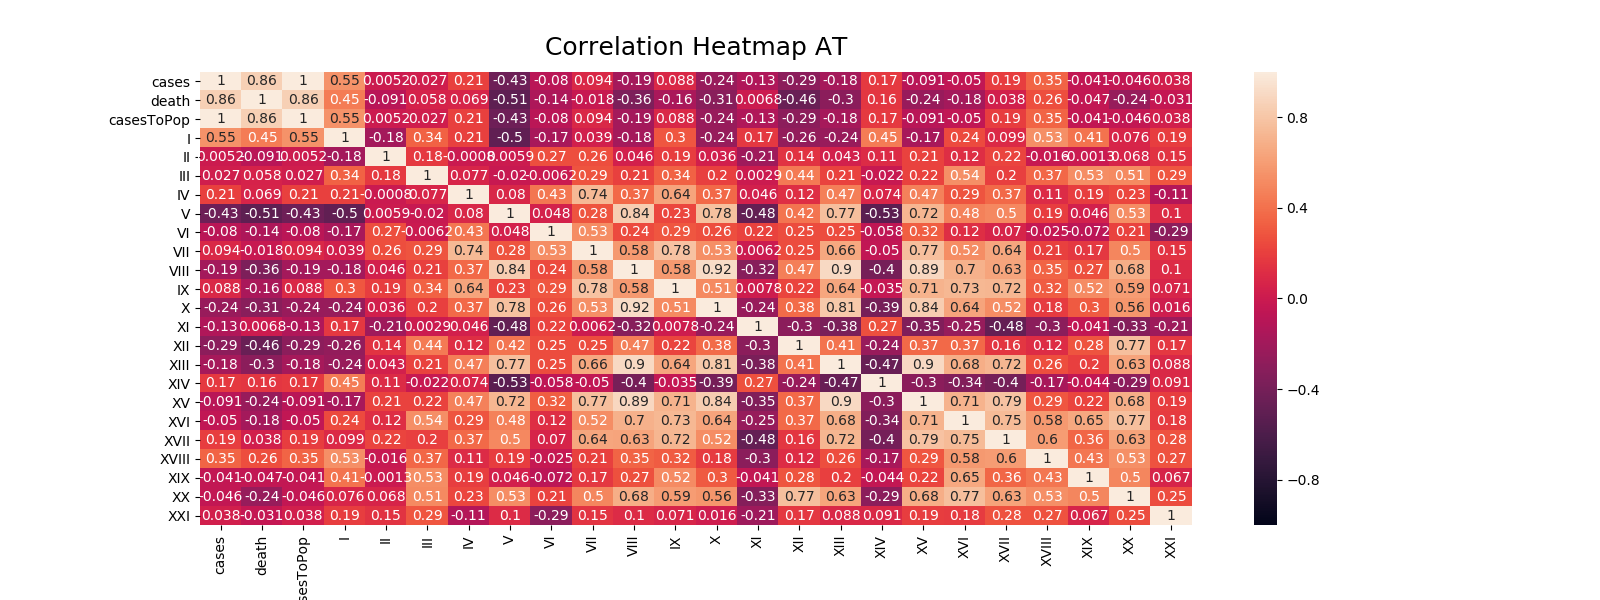 Correlation Heatmap AT
cases 1 0.86 1 0.55 0.0052 0.027 0.21 -0.43 -0.08 0.094 -0.19 0.088 -0.24 -0.13 -0.29 -0.18 0.17 -0.091 -0.05 0.19 0.35 -0.041 -0.046 0.038
death 0.86 1 0.86 0.45 -0.091 0.058 0.069 -0.51 -0.14 -0.018 -0.36 -0.16 -0.31 0.0068 -0.46 -0.3 0.16 -0.24 -0.18 0.038 0.26 -0.047 -0.24 -0.031
casesToPop 1 0.86 1 0.55 0.0052 0.027 0.21 -0.43 -0.08 0.094 -0.19 0.088 -0.24 -0.13 -0.29 -0.18 0.17 -0.091 -0.05 0.19 0.35 -0.041 -0.046 0.038
I 0.55 0.45 0.55 1 -0.18 0.34 0.21 -0.5 -0.17 0.039 -0.18 0.3 -0.24 0.17 -0.26 -0.24 0.45 -0.17 0.24 0.099 0.53 0.41 0.076 0.19
II 0.0052 -0.091 0.0052 -0.18 1 0.18 -0.0008 0.0059 0.27 0.26 0.046 0.19 0.036 -0.21 0.14 0.043 0.11 0.21 0.12 0.22 -0.016 -0.0013 0.068 0.15
III 0.027 0.058 0.027 0.34 0.18 1 0.077 -0.02 -0.0062 0.29 0.21 0.34 0.2 0.0029 0.44 0.21 -0.022 0.22 0.54 0.2 0.37 0.53 0.51 0.29
IV 0.21 0.069 0.21 0.21 -0.0008 0.077 1 0.08 0.43 0.74 0.37 0.64 0.37 0.046 0.12 0.47 0.074 0.47 0.29 0.37 0.11 0.19 0.23 -0.11
V -0.43 -0.51 -0.43 -0.5 0.0059 -0.02 0.08 1 0.048 0.28 0.84 0.23 0.78 -0.48 0.42 0.77 -0.53 0.72 0.48 0.5 0.19 0.046 0.53 0.1
VI -0.08 -0.14 -0.08 -0.17 0.27 -0.0062 0.43 0.048 1 0.53 0.24 0.29 0.26 0.22 0.25 0.25 -0.058 0.32 0.12 0.07 -0.025 -0.072 0.21 -0.29
VII 0.094 -0.018 0.094 0.039 0.26 0.29 0.74 0.28 0.53 1 0.58 0.78 0.53 0.0062 0.25 0.66 -0.05 0.77 0.52 0.64 0.21 0.17 0.5 0.15
VIII -0.19 -0.36 -0.19 -0.18 0.046 0.21 0.37 0.84 0.24 0.58 1 0.58 0.92 -0.32 0.47 0.9 -0.4 0.89 0.7 0.63 0.35 0.27 0.68 0.1
IX 0.088 -0.16 0.088 0.3 0.19 0.34 0.64 0.23 0.29 0.78 0.58 1 0.51 0.0078 0.22 0.64 -0.035 0.71 0.73 0.72 0.32 0.52 0.59 0.071
X -0.24 -0.31 -0.24 -0.24 0.036 0.2 0.37 0.78 0.26 0.53 0.92 0.51 1 -0.24 0.38 0.81 -0.39 0.84 0.64 0.52 0.18 0.3 0.56 0.016
XI -0.13 0.0068 -0.13 0.17 -0.21 0.0029 0.046 -0.48 0.22 0.0062 -0.32 0.0078 -0.24 1 -0.3 -0.38 0.27 -0.35 -0.25 -0.48 -0.3 -0.041 -0.33 -0.21
XII -0.29 -0.46 -0.29 -0.26 0.14 0.44 0.12 0.42 0.25 0.25 0.47 0.22 0.38 -0.3 1 0.41 -0.24 0.37 0.37 0.16 0.12 0.28 0.77 0.17
XIII -0.18 -0.3 -0.18 -0.24 0.043 0.21 0.47 0.77 0.25 0.66 0.9 0.64 0.81 -0.38 0.41 1 -0.47 0.9 0.68 0.72 0.26 0.2 0.63 0.088
XIV 0.17 0.16 0.17 0.45 0.11 -0.022 0.074 -0.53 -0.058 -0.05 -0.4 -0.035 -0.39 0.27 -0.24 -0.47 1 -0.3 -0.34 -0.4 -0.17 -0.044 -0.29 0.091
XV -0.091 -0.24 -0.091 -0.17 0.21 0.22 0.47 0.72 0.32 0.77 0.89 0.71 0.84 -0.35 0.37 0.9 -0.3 1 0.71 0.79 0.29 0.22 0.68 0.19
XVI -0.05 -0.18 -0.05 0.24 0.12 0.54 0.29 0.48 0.12 0.52 0.7 0.73 0.64 -0.25 0.37 0.68 -0.34 0.71 1 0.75 0.58 0.65 0.77 0.18
XVII 0.19 0.038 0.19 0.099 0.22 0.2 0.37 0.5 0.07 0.64 0.63 0.72 0.52 -0.48 0.16 0.72 -0.4 0.79 0.75 1 0.6 0.36 0.63 0.28
XVIII 0.35 0.26 0.35 0.53 -0.016 0.37 0.11 0.19 -0.025 0.21 0.35 0.32 0.18 -0.3 0.12 0.26 -0.17 0.29 0.58 0.6 1 0.43 0.53 0.27
XIX -0.041 -0.047 -0.041 0.41 -0.0013 0.53 0.19 0.046 -0.072 0.17 0.27 0.52 0.3 -0.041 0.28 0.2 -0.044 0.22 0.65 0.36 0.43 1 0.5 0.067
XX -0.046 -0.24 -0.046 0.076 0.068 0.51 0.23 0.53 0.21 0.5 0.68 0.59 0.56 -0.33 0.77 0.63 -0.29 0.68 0.77 0.63 0.53 0.5 1 0.25
XXI 0.038 -0.031 0.038 0.19 0.15 0.29 -0.11 0.1 -0.29 0.15 0.1 0.071 0.016 -0.21 0.17 0.088 0.091 0.19 0.18 0.28 0.27 0.067 0.25 1
cases death sesToPop I II III IV V VI VII VIII IX X XI XII XIII XIV XV XVI XVII XVIII XIX XX XXI
0.8
0.4
0.0
−0.4
−0.8